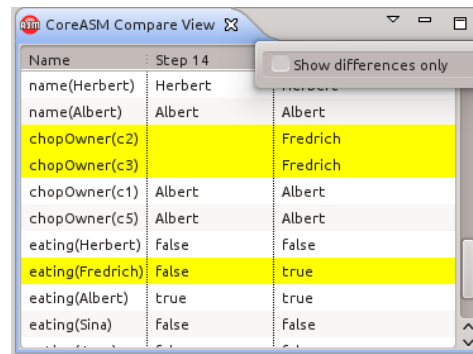 ASM CoreASM Compare View
Name Step 14
Show differences only
name(Herbert) Herbert
name(Albert) Albert Albert
chopOwner(c2) Fredrich
chopOwner(c3) Fredrich
chopOwner(c1) Albert Albert
chopOwner(c5) Albert Albert
eating(Herbert) false false
eating(Fredrich) false true
eating(Albert) true true
eating(Sina) false False